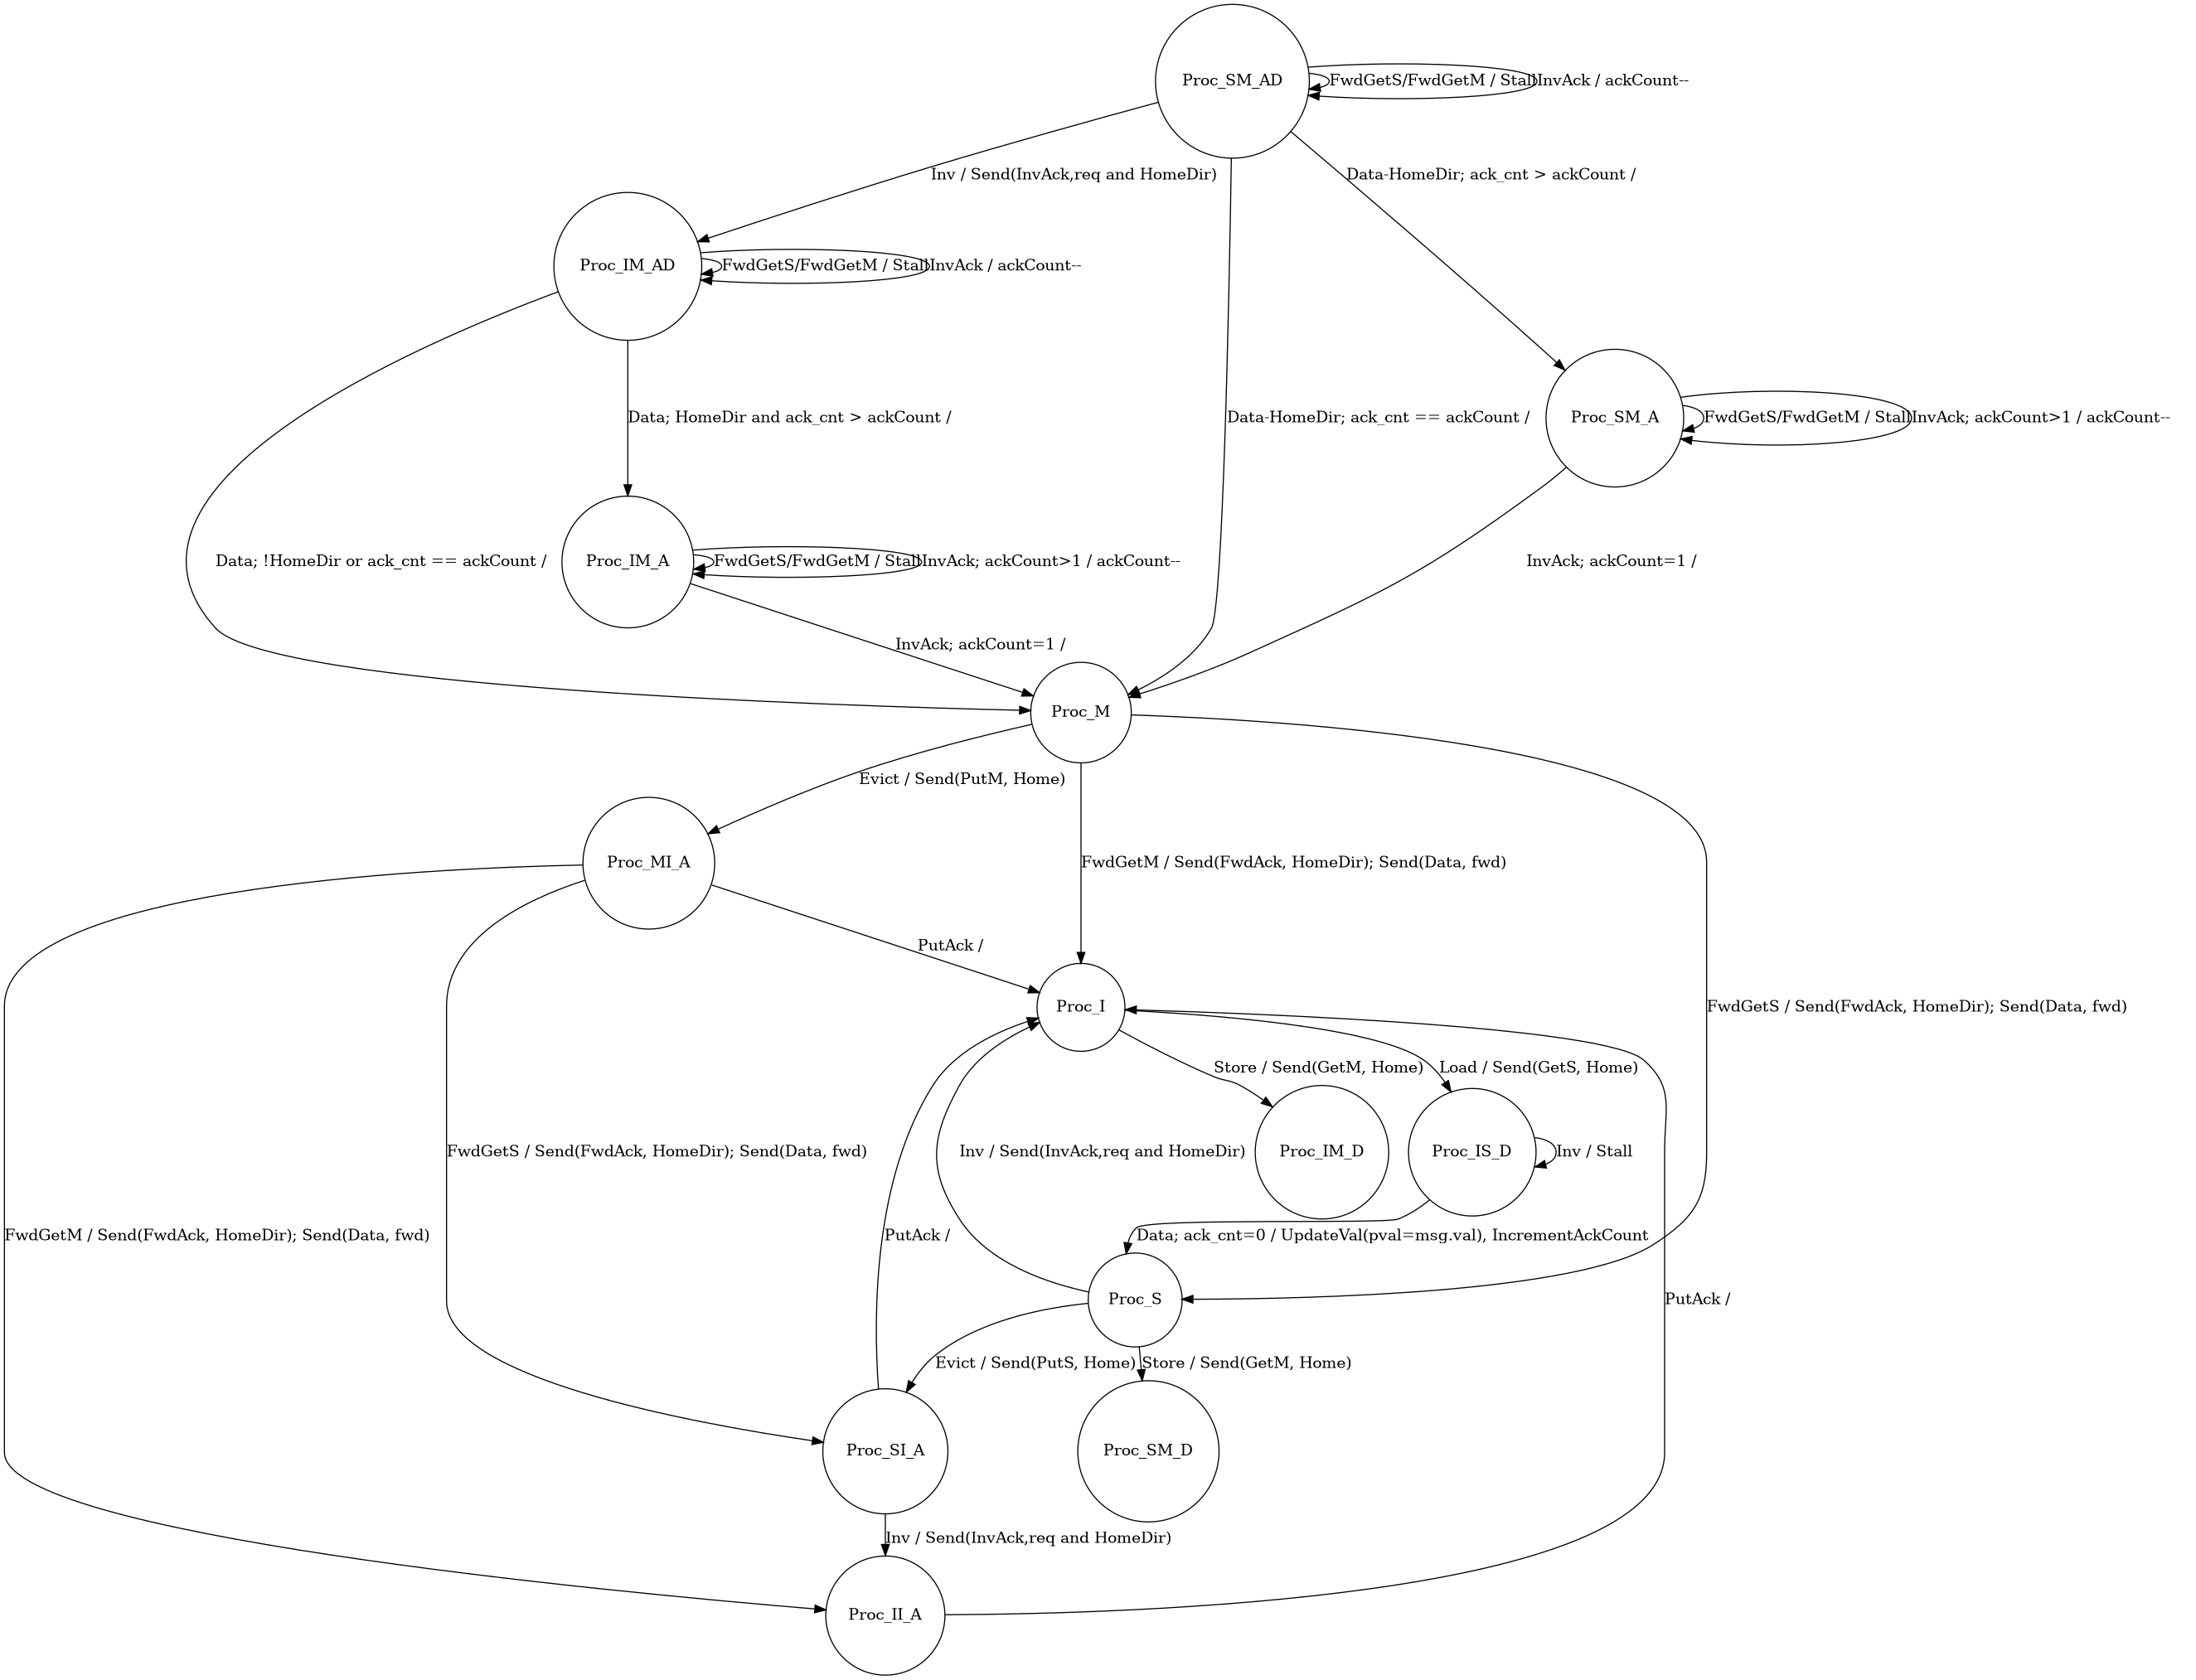 Proc_SM_AD
FwdGetS/FwdGetM / Stall
InvAck / ackCount--
Inv / Send(InvAck,req and HomeDir)
Data-HomeDir; ack_cnt > ackCount /
Proc_IM_AD
FwdGetS/FwdGetM / Stall
InvAck / ackCount--
Data; HomeDir and ack_cnt > ackCount /
Data-HomeDir; ack_cnt == ackCount /
Proc_SM_A
FwdGetS/FwdGetM / Stall
InvAck; ackCount>1 / ackCount--
Data; !HomeDir or ack_cnt == ackCount /
Proc_IM_A
FwdGetS/FwdGetM / Stall
InvAck; ackCount>1 / ackCount--
InvAck; ackCount=1 /
InvAck; ackCount=1 /
Proc_M
Evict / Send(PutM, Home)
Proc_MI_A
FwdGetM / Send(FwdAck, HomeDir); Send(Data, fwd)
PutAck /
Proc_I
FwdGetS / Send(FwdAck, HomeDir); Send(Data, fwd)
Store / Send(GetM, Home)
Load / Send(GetS, Home)
FwdGetS / Send(FwdAck, HomeDir); Send(Data, fwd)
Inv / Send(InvAck,req and HomeDir)
Proc_IM_D
Proc_IS_D
Inv / Stall
FwdGetM / Send(FwdAck, HomeDir); Send(Data, fwd)
PutAck /
Data; ack_cnt=0 / UpdateVal(pval=msg.val), IncrementAckCount
Proc_S
PutAck /
Evict / Send(PutS, Home)
Store / Send(GetM, Home)
Proc_SI_A
Proc_SM_D
Inv / Send(InvAck,req and HomeDir)
Proc_II_A